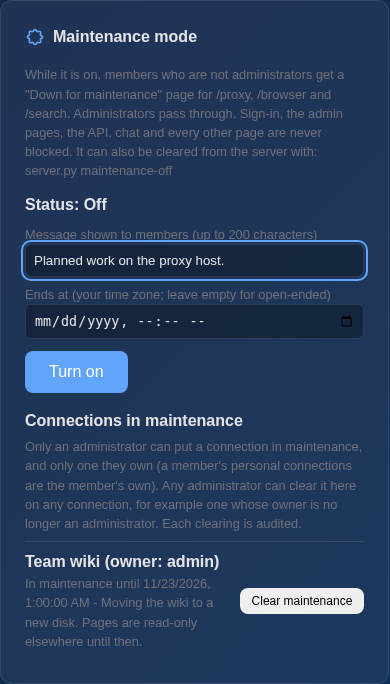 Maintenance mode
While it is on, members who are not administrators get a
"Down for maintenance" page for /proxy, /browser and
/search. Administrators pass through. Sign-in, the admin
pages, the API, chat and every other page are never
blocked. It can also be cleared from the server with:
server.py maintenance-off
Status: Off
Message shown to members (up to 200 characters)
Planned work on the proxy host.
Ends at (your time zone; leave empty for open-ended)
mm/dd/yyyy, --:-- --
Turn on
Connections in maintenance
Only an administrator can put a connection in maintenance,
and only one they own (a member's personal connections
are the member's own). Any administrator can clear it here
on any connection, for example one whose owner is no
longer an administrator. Each clearing is audited.
Team wiki (owner: admin)
In maintenance until 11/23/2026,
1:00:00 AM - Moving the wiki to a
new disk. Pages are read-only
elsewhere until then.
Clear maintenance